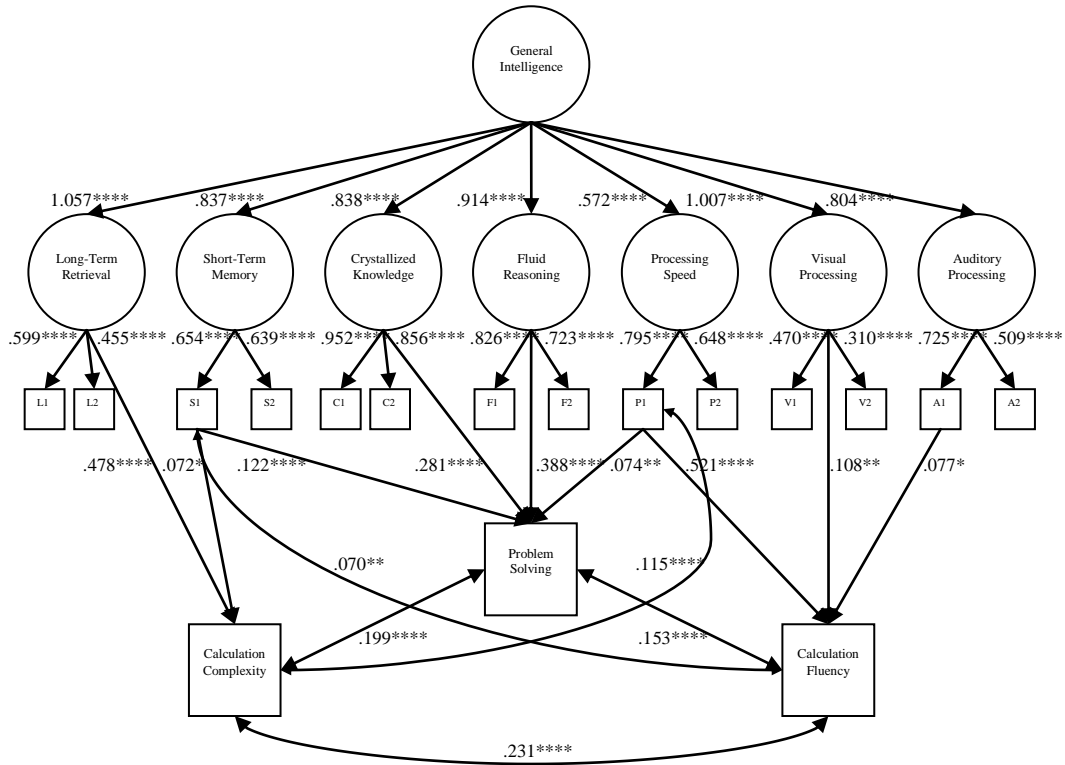 General
Intelligence
1.057**** .837**** .838**** .914**** .572**** 1.007**** .804****
Long-Term
Retrieval
Short-Term
Memory
Crystallized
Knowledge
Fluid
Reasoning
Processing
Speed
Visual
Processing
Auditory
Processing
.599**** .455**** .654**** .639**** .952**** .856**** .826**** .723**** .795**** .648**** .470**** .310**** .725**** .509****
L1 L2 S1 S2 C1 C2 F1 F2 P1 P2 V1 V2 A1 A2
.478**** .072* .122**** .281**** .388**** .074** .521**** .108** .077*
Problem
Solving
.070** .115****
.199**** .153****
Calculation
Complexity
Calculation
Fluency
.231****